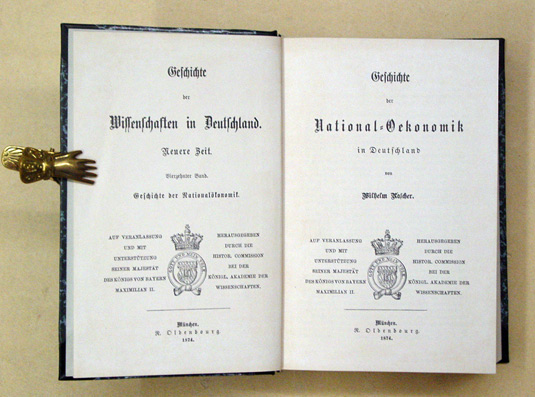 Geschichte
der
Wissenschaften in Deutschland.
Neuere Zeit.
Vierzehnter Band.
Geschichte der Nationalökonomik.
AUF VERANLASSUNG
UND MIT
UNTERSTÜTZUNG
SEINER MAJESTÄT
DES KÖNIGS VON BAYERN
MAXIMILIAN II.
HERAUSGEGEBEN
DURCH DIE
HISTOR. COMMISSION
BEI DER
KÖNIGL. AKADEMIE DER
WISSENSCHAFTEN.
München.
R. Oldenbourg.
1874.
Geschichte
der
National-Oekonomik
in Deutschland
von
Wilhelm Roscher.
AUF VERANLASSUNG
UND MIT
UNTERSTÜTZUNG
SEINER MAJESTÄT
DES KÖNIGS VON BAYERN
MAXIMILIAN II.
HERAUSGEGEBEN
DURCH DIE
HISTOR. COMMISSION
BEI DER
KÖNIGL. AKADEMIE DER
WISSENSCHAFTEN.
München.
R. Oldenbourg.
1874.